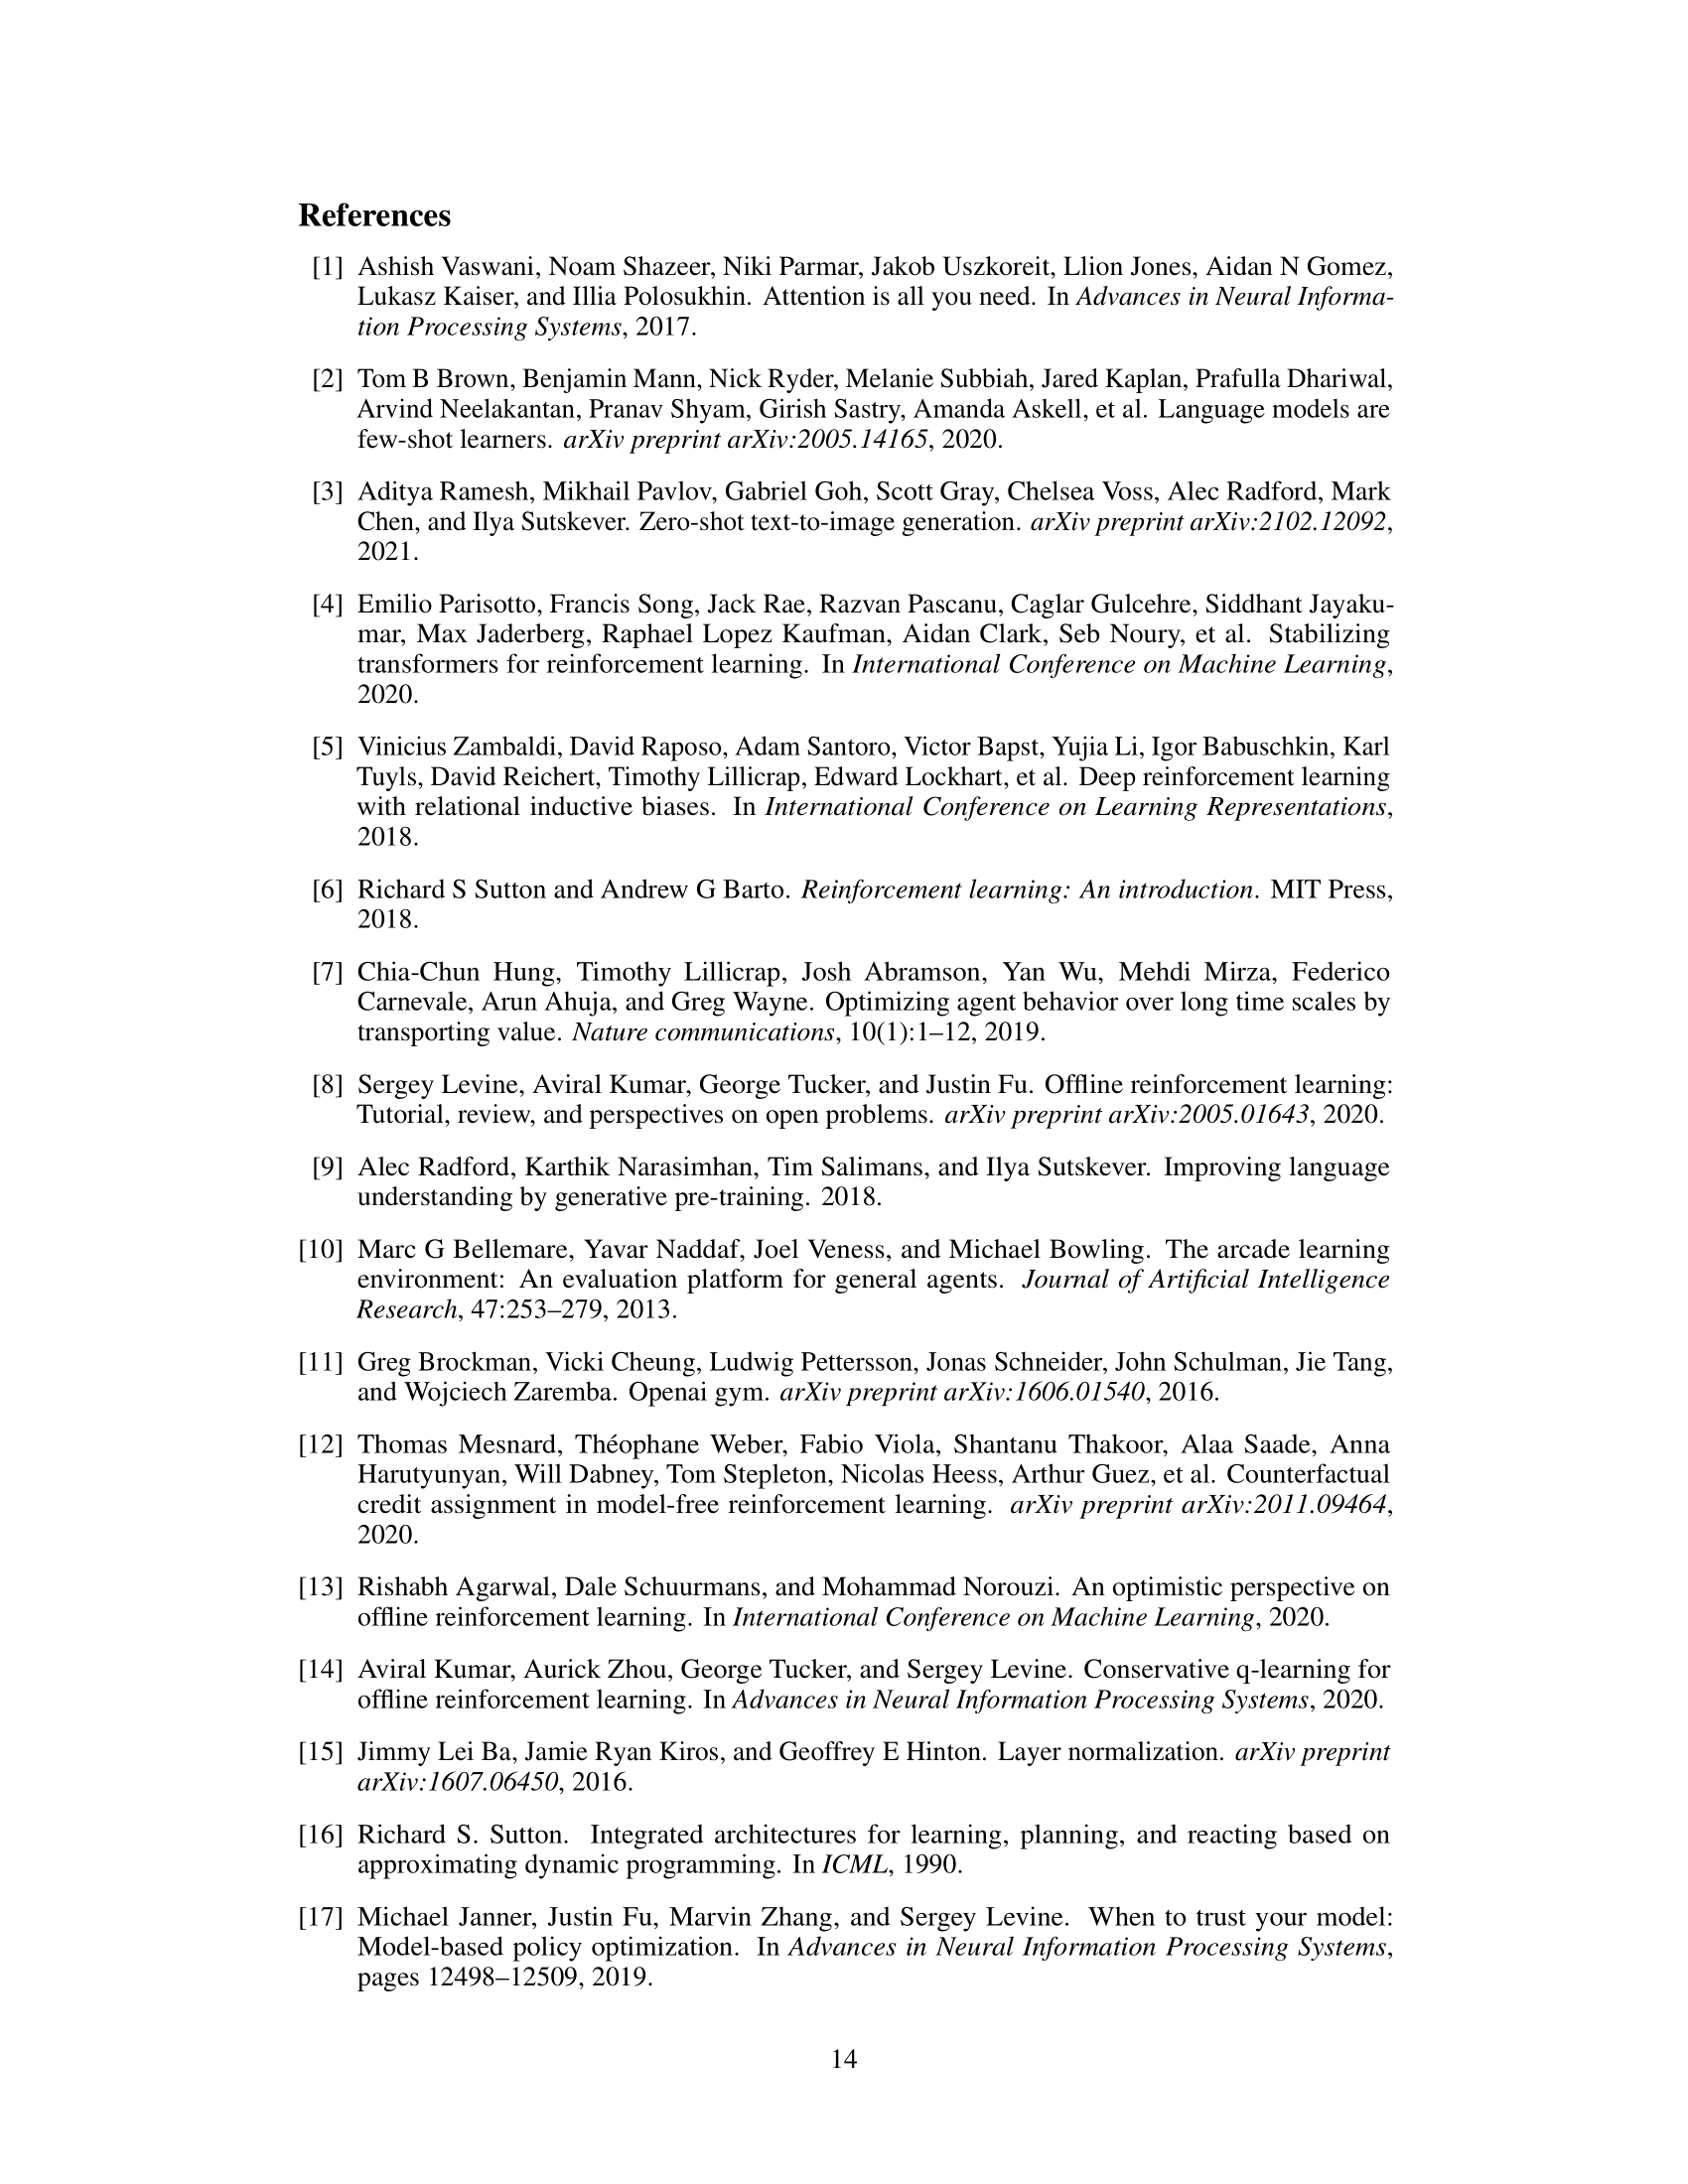 References
[1] Ashish Vaswani, Noam Shazeer, Niki Parmar, Jakob Uszkoreit, Llion Jones, Aidan N Gomez,
Lukasz Kaiser, and Illia Polosukhin. Attention is all you need. In Advances in Neural Informa-
tion Processing Systems, 2017.
[2] Tom B Brown, Benjamin Mann, Nick Ryder, Melanie Subbiah, Jared Kaplan, Prafulla Dhariwal,
Arvind Neelakantan, Pranav Shyam, Girish Sastry, Amanda Askell, et al. Language models are
few-shot learners. arXiv preprint arXiv:2005.14165, 2020.
[3] Aditya Ramesh, Mikhail Pavlov, Gabriel Goh, Scott Gray, Chelsea Voss, Alec Radford, Mark
Chen, and Ilya Sutskever. Zero-shot text-to-image generation. arXiv preprint arXiv:2102.12092,
2021.
[4] Emilio Parisotto, Francis Song, Jack Rae, Razvan Pascanu, Caglar Gulcehre, Siddhant Jayaku-
mar, Max Jaderberg, Raphael Lopez Kaufman, Aidan Clark, Seb Noury, et al. Stabilizing
transformers for reinforcement learning. In International Conference on Machine Learning,
2020.
[5] Vinicius Zambaldi, David Raposo, Adam Santoro, Victor Bapst, Yujia Li, Igor Babuschkin, Karl
Tuyls, David Reichert, Timothy Lillicrap, Edward Lockhart, et al. Deep reinforcement learning
with relational inductive biases. In International Conference on Learning Representations,
2018.
[6] Richard S Sutton and Andrew G Barto. Reinforcement learning: An introduction. MIT Press,
2018.
[7] Chia-Chun Hung, Timothy Lillicrap, Josh Abramson, Yan Wu, Mehdi Mirza, Federico
Carnevale, Arun Ahuja, and Greg Wayne. Optimizing agent behavior over long time scales by
transporting value. Nature communications, 10(1):1–12, 2019.
[8] Sergey Levine, Aviral Kumar, George Tucker, and Justin Fu. Offline reinforcement learning:
Tutorial, review, and perspectives on open problems. arXiv preprint arXiv:2005.01643, 2020.
[9] Alec Radford, Karthik Narasimhan, Tim Salimans, and Ilya Sutskever. Improving language
understanding by generative pre-training. 2018.
[10] Marc G Bellemare, Yavar Naddaf, Joel Veness, and Michael Bowling. The arcade learning
environment: An evaluation platform for general agents. Journal of Artificial Intelligence
Research, 47:253–279, 2013.
[11] Greg Brockman, Vicki Cheung, Ludwig Pettersson, Jonas Schneider, John Schulman, Jie Tang,
and Wojciech Zaremba. Openai gym. arXiv preprint arXiv:1606.01540, 2016.
[12] Thomas Mesnard, Théophane Weber, Fabio Viola, Shantanu Thakoor, Alaa Saade, Anna
Harutyunyan, Will Dabney, Tom Stepleton, Nicolas Heess, Arthur Guez, et al. Counterfactual
credit assignment in model-free reinforcement learning. arXiv preprint arXiv:2011.09464,
2020.
[13] Rishabh Agarwal, Dale Schuurmans, and Mohammad Norouzi. An optimistic perspective on
offline reinforcement learning. In International Conference on Machine Learning, 2020.
[14] Aviral Kumar, Aurick Zhou, George Tucker, and Sergey Levine. Conservative q-learning for
offline reinforcement learning. In Advances in Neural Information Processing Systems, 2020.
[15] Jimmy Lei Ba, Jamie Ryan Kiros, and Geoffrey E Hinton. Layer normalization. arXiv preprint
arXiv:1607.06450, 2016.
[16] Richard S. Sutton. Integrated architectures for learning, planning, and reacting based on
approximating dynamic programming. In ICML, 1990.
[17] Michael Janner, Justin Fu, Marvin Zhang, and Sergey Levine. When to trust your model:
Model-based policy optimization. In Advances in Neural Information Processing Systems,
pages 12498–12509, 2019.
14